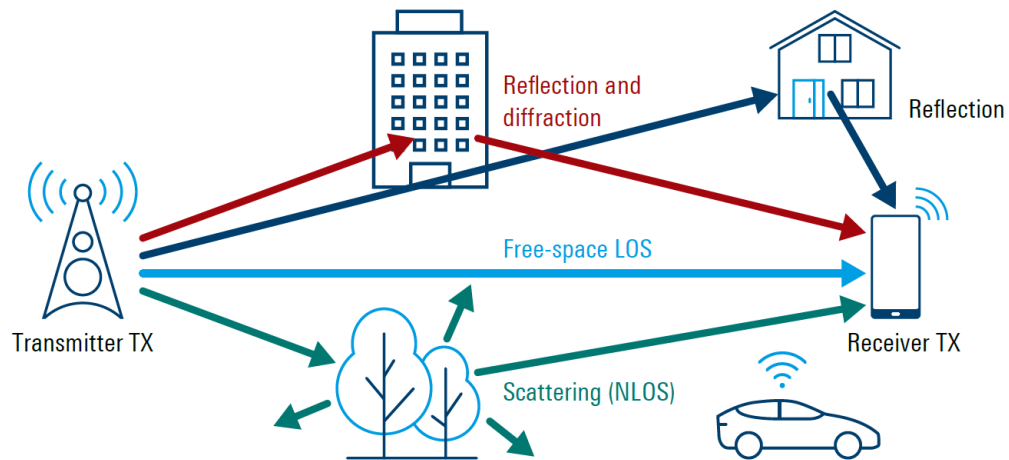 Reflection and
diffraction
Reflection
Free-space LOS
Transmitter TX
Receiver TX
Scattering (NLOS)